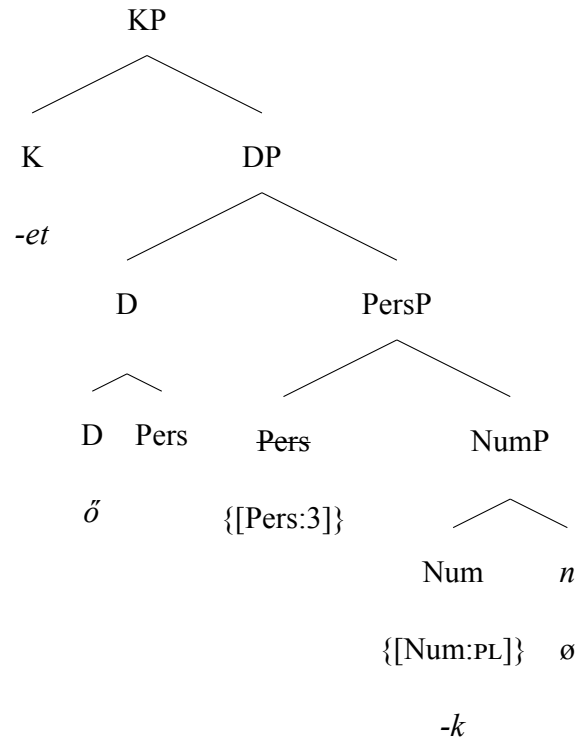 KP
K DP
-et
D PersP
D Pers Pers NumP
ő {[Pers:3]}
Num n
{[Num:PL]} ø
-k